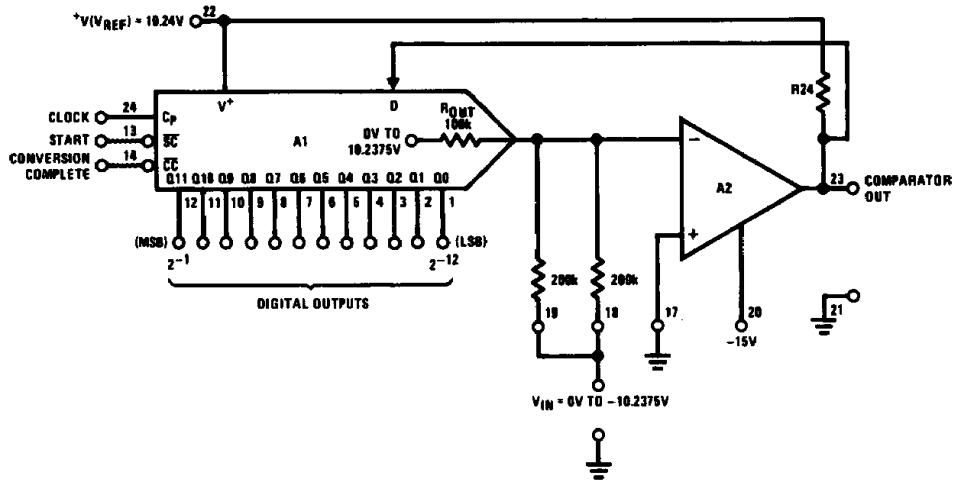 22
+V(VREF) = 10.24V
R24
24
CLOCK
CP
V+
D
ROUT
100k
13
START
SC
A1
0V TO
10.2375V
14
CONVERSION
COMPLETE
CC
Q11 Q10 Q9 Q8 Q7 Q6 Q5 Q4 Q3 Q2 Q1 Q0
12 11 10 9 8 7 6 5 4 3 2 1
(MSB)
(LSB)
2-1
2-12
DIGITAL OUTPUTS
−
A2
+
23
COMPARATOR
OUT
200k
200k
19
18
17
20
−15V
21
VIN = 0V TO −10.2375V